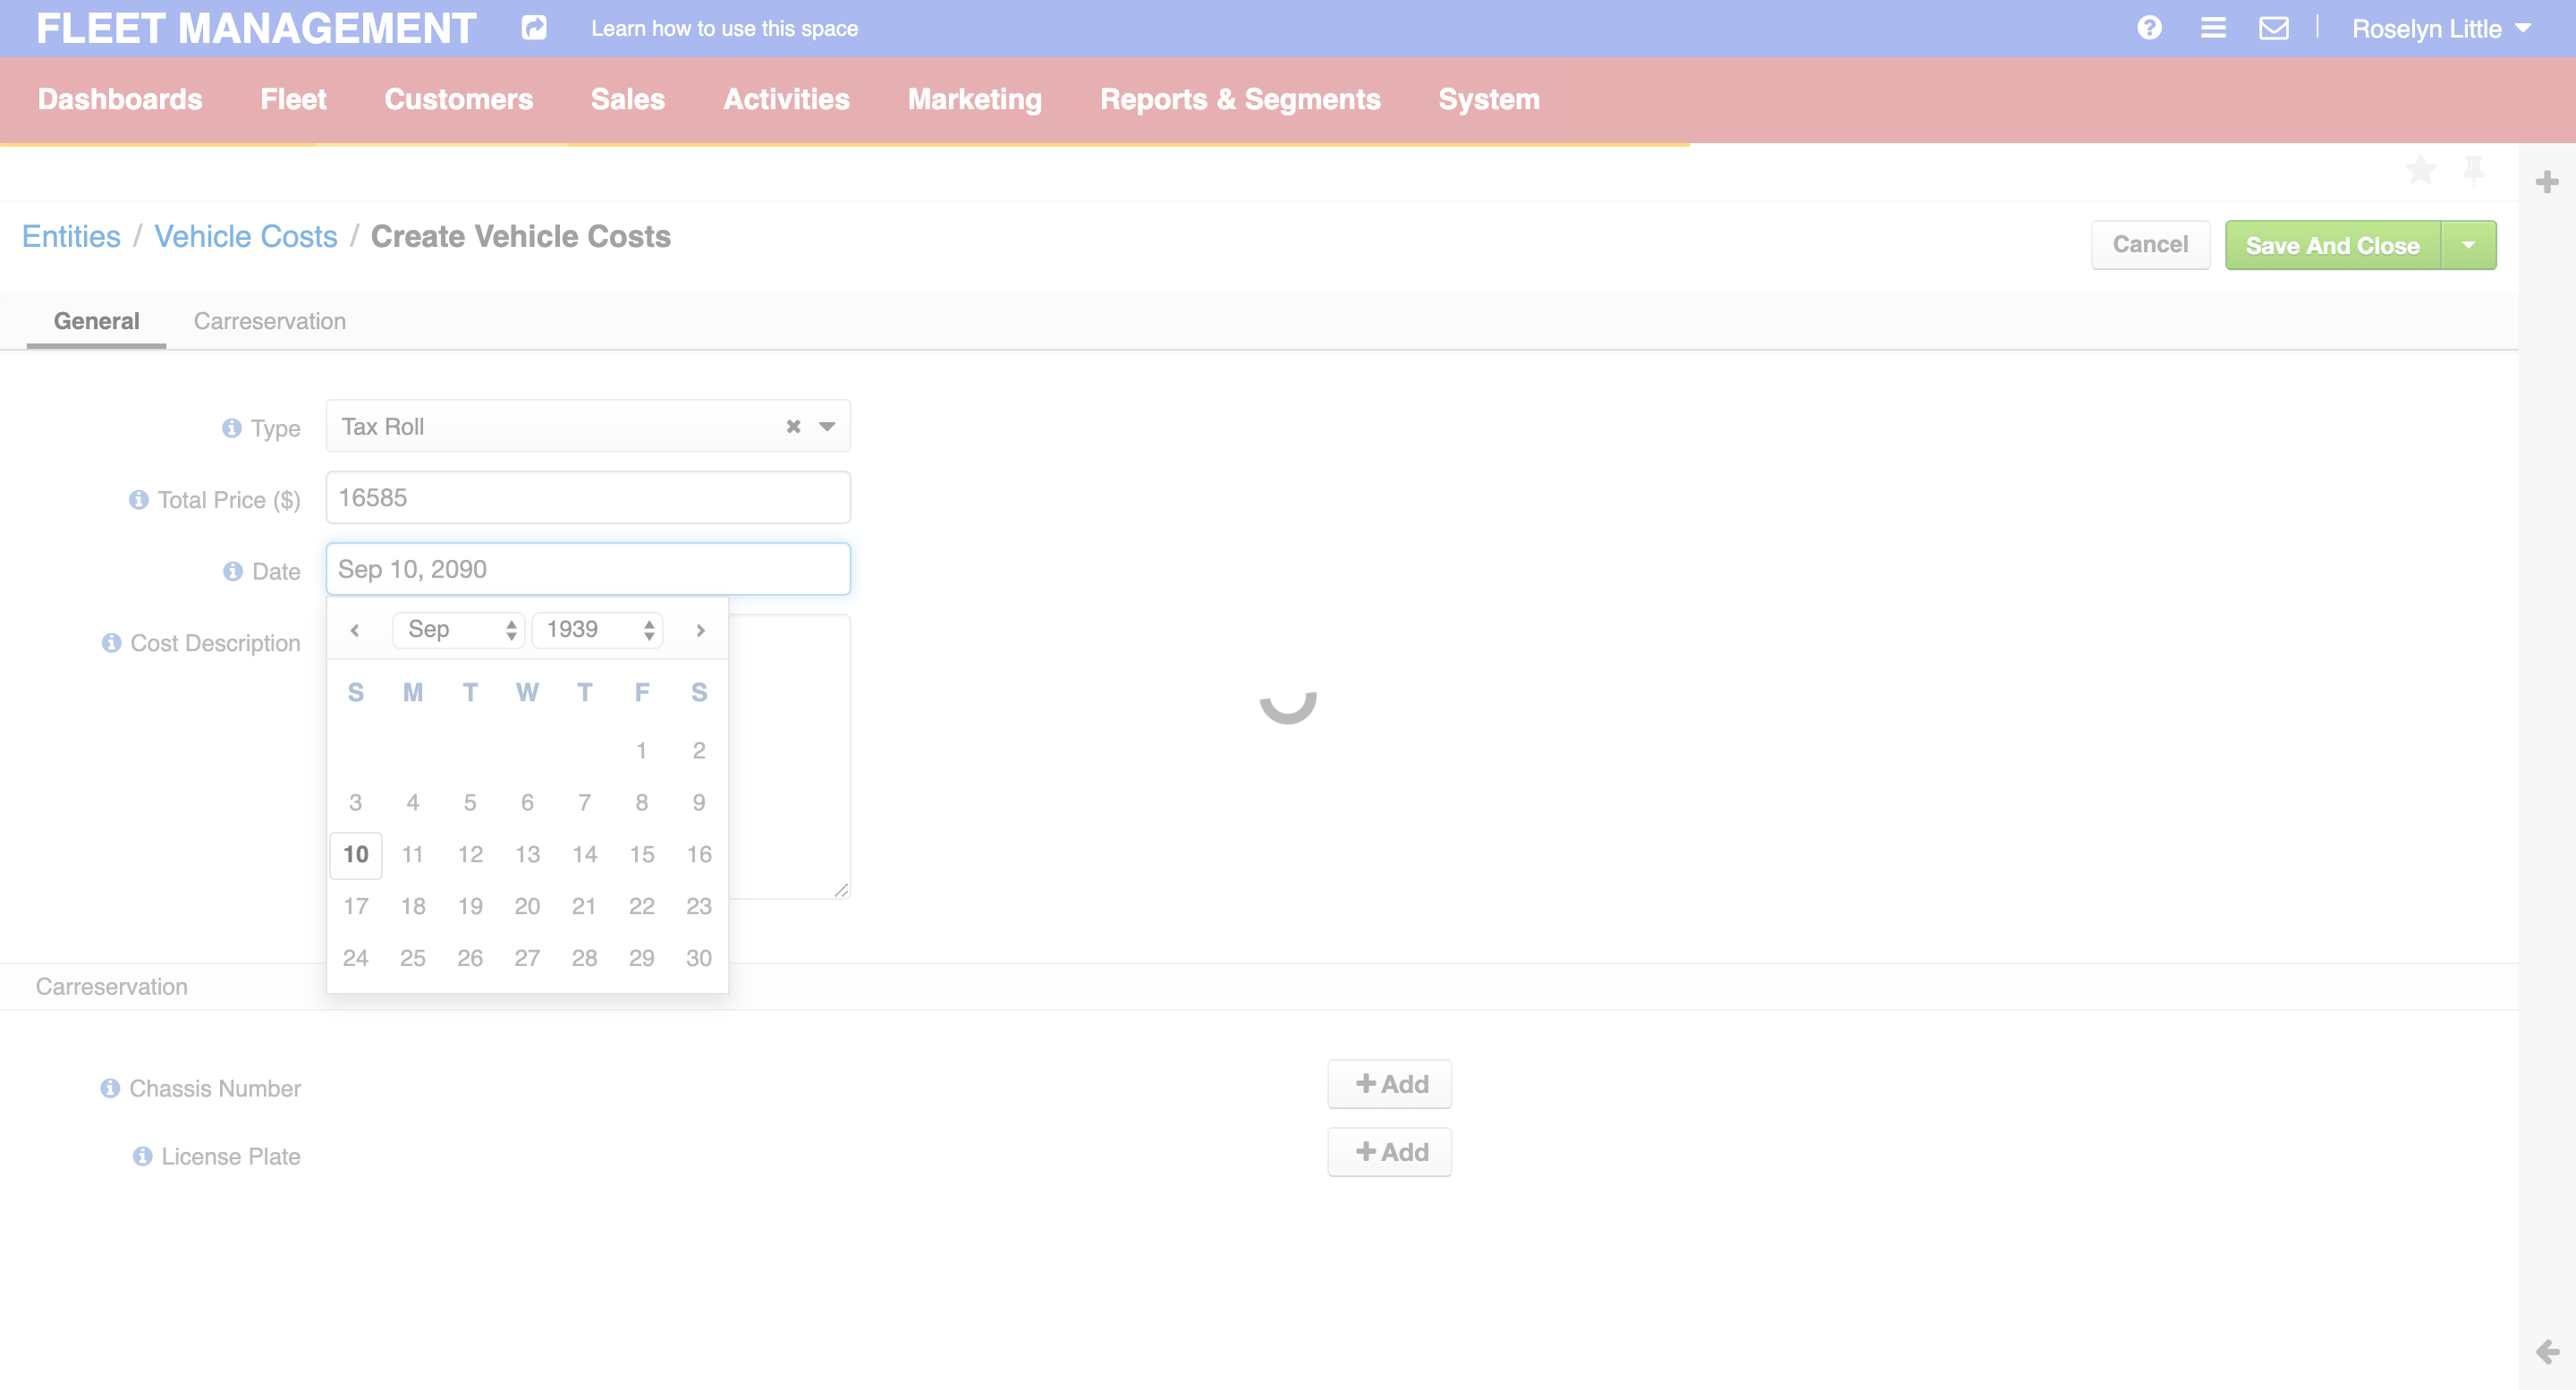 FLEET MANAGEMENT Learn how to use this space Roselyn Little
Dashboards Fleet Customers Sales Activities Marketing Reports & Segments System
Entities / Vehicle Costs / Create Vehicle Costs
Cancel Save And Close
General Carreservation
Type Tax Roll
Total Price ($) 16585
Date Sep 10, 2090
Cost Description
Sep 1939
S M T W T F S
1 2
3 4 5 6 7 8 9
10 11 12 13 14 15 16
17 18 19 20 21 22 23
24 25 26 27 28 29 30
Carreservation
Chassis Number + Add
License Plate + Add